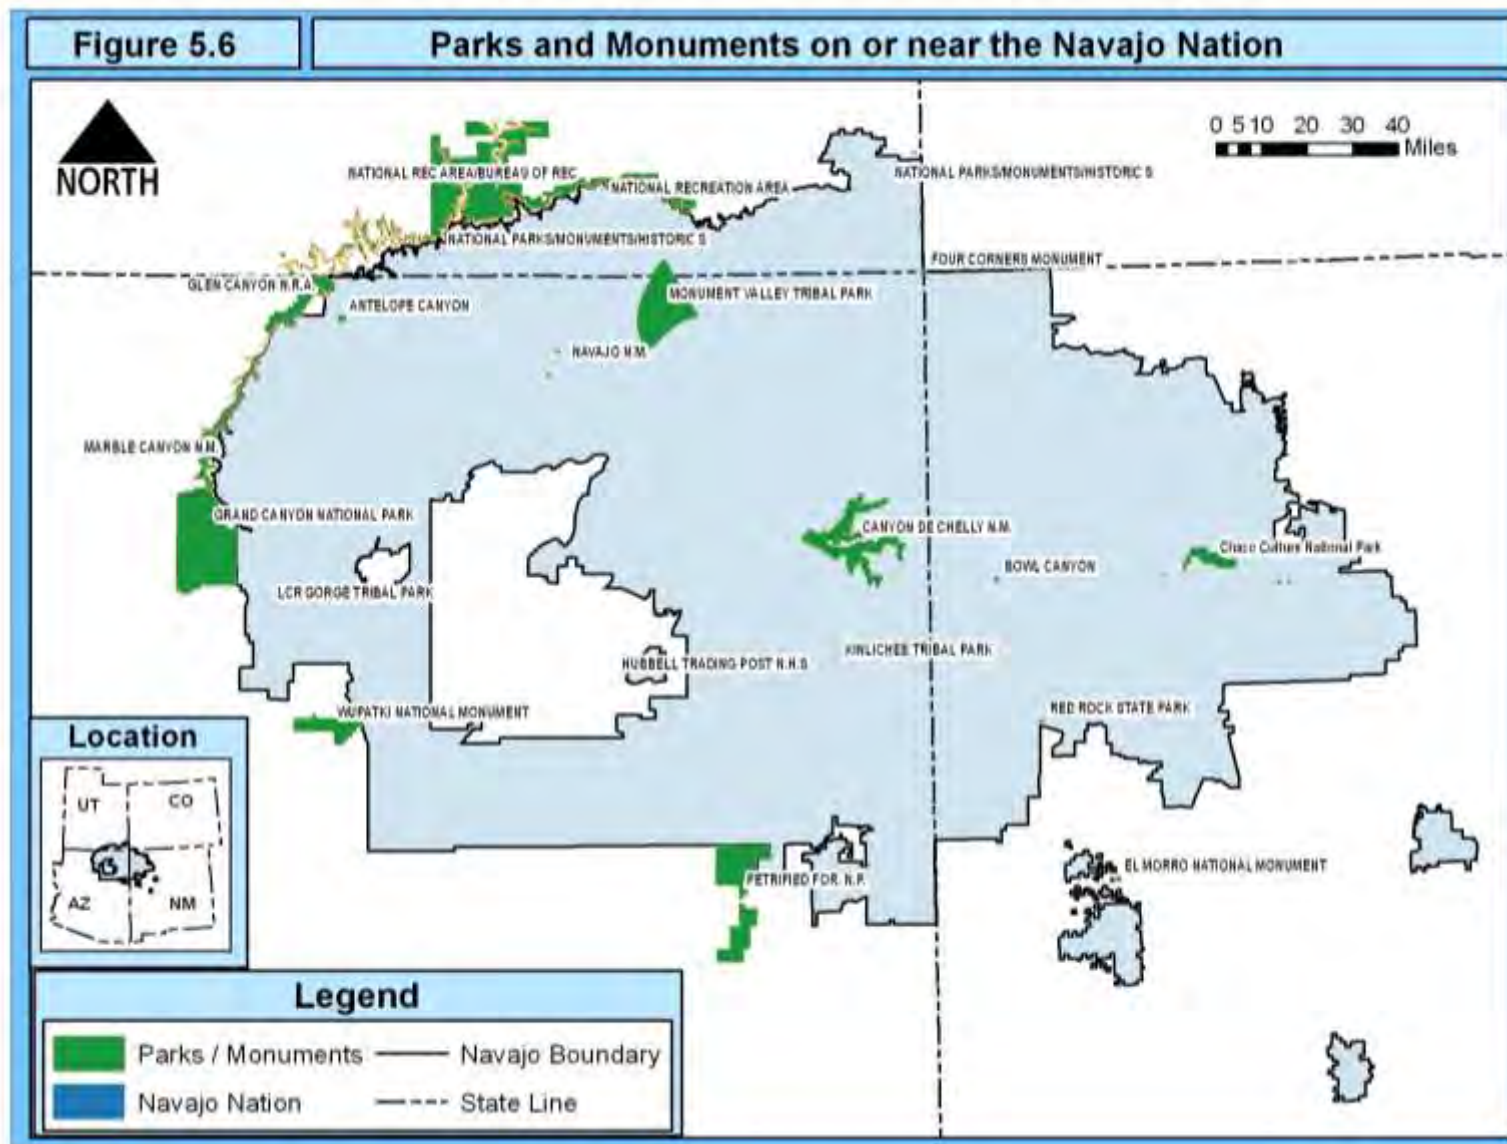 Figure 5.6
Parks and Monuments on or near the Navajo Nation
NORTH
0 5 10 20 30 40
Miles
NATIONAL REC AREA/BUREAU OF REC
NATIONAL RECREATION AREA
NATIONAL PARKS/MONUMENTS/HISTORIC S
NATIONAL PARKS/MONUMENTS/HISTORIC S
FOUR CORNERS MONUMENT
GLEN CANYON N.R.A.
ANTELOPE CANYON
MONUMENT VALLEY TRIBAL PARK
NAVAJO N.M.
MARBLE CANYON N.M.
GRAND CANYON NATIONAL PARK
CANYON DE CHELLY N.M.
Chaco Culture National Park
BOWL CANYON
LCR GORGE TRIBAL PARK
KINLICHEE TRIBAL PARK
HUBBELL TRADING POST N.H.S
WUPATKI NATIONAL MONUMENT
RED ROCK STATE PARK
PETRIFIED FOR. N.P.
EL MORRO NATIONAL MONUMENT
Location
UT
CO
AZ
NM
Legend
Parks / Monuments
Navajo Boundary
Navajo Nation
State Line